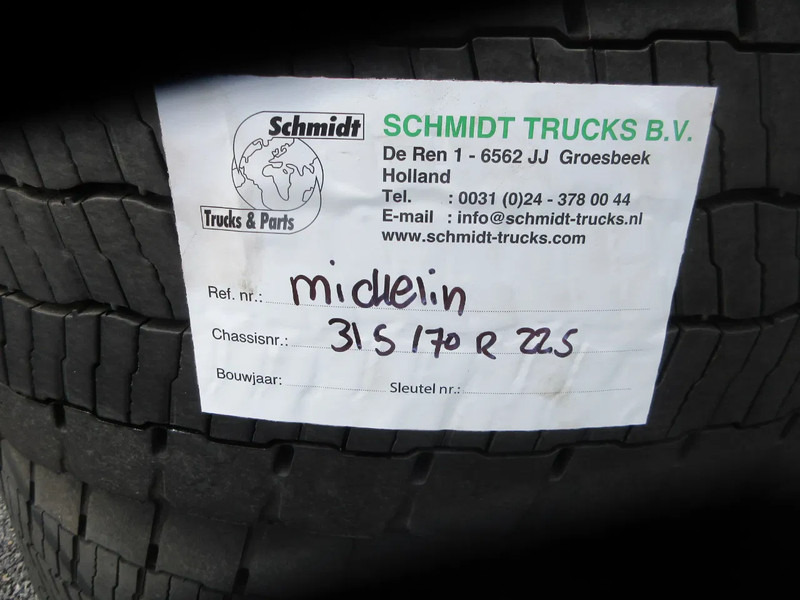 Schmidt
Trucks & Parts
SCHMIDT TRUCKS B.V.
De Ren 1 - 6562 JJ Groesbeek
Holland
Tel. : 0031 (0)24 - 378 00 44
E-mail : info@schmidt-trucks.nl
www.schmidt-trucks.com
Ref. nr.: michelin
Chassisnr.: 315 170 R 22.5
Bouwjaar: Sleutel nr.: